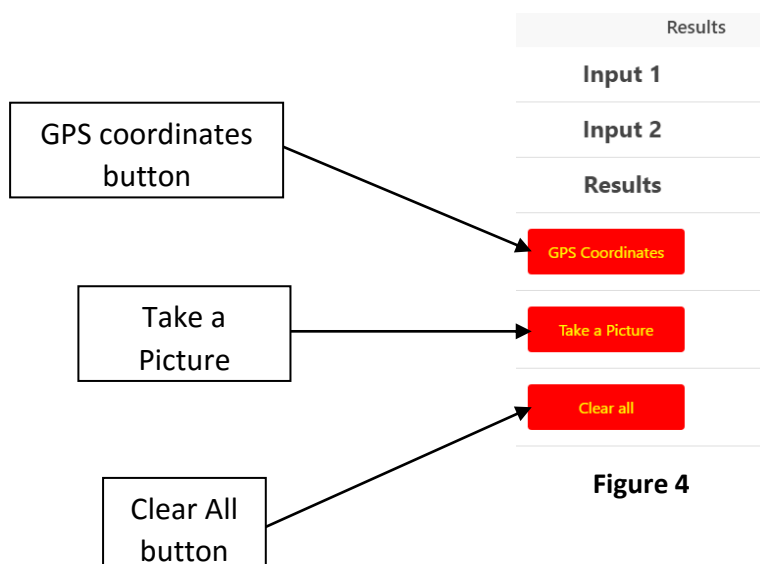 Results
Input 1
Input 2
Results
GPS coordinates
button
GPS Coordinates
Take a
Picture
Take a Picture
Clear all
Clear All
button
Figure 4